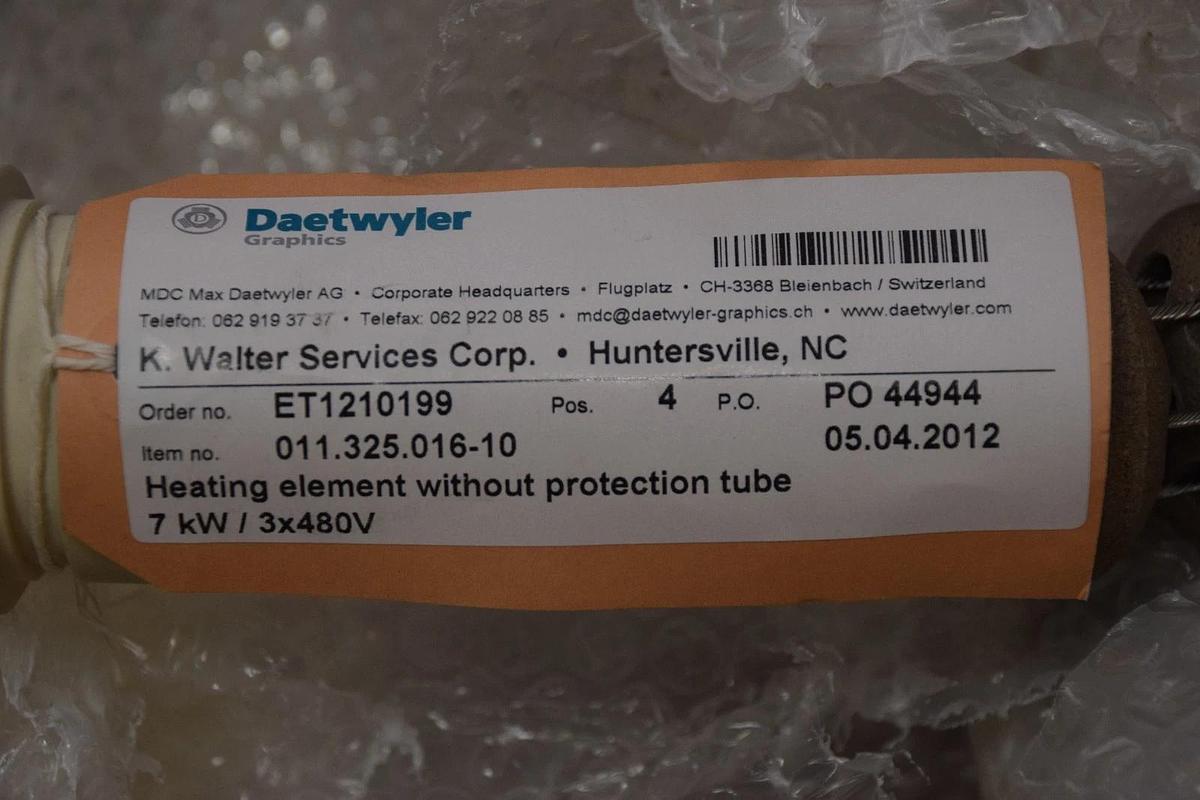 Daetwyler
Graphics
MDC Max Daetwyler AG • Corporate Headquarters • Flugplatz • CH-3368 Bleienbach / Switzerland
Telefon: 062 919 37 37 • Telefax: 062 922 08 85 • mdc@daetwyler-graphics.ch • www.daetwyler.com
K. Walter Services Corp. • Huntersville, NC
Order no. ET1210199 Pos. 4 P.O. PO 44944
Item no. 011.325.016-10 05.04.2012
Heating element without protection tube
7 kW / 3x480V